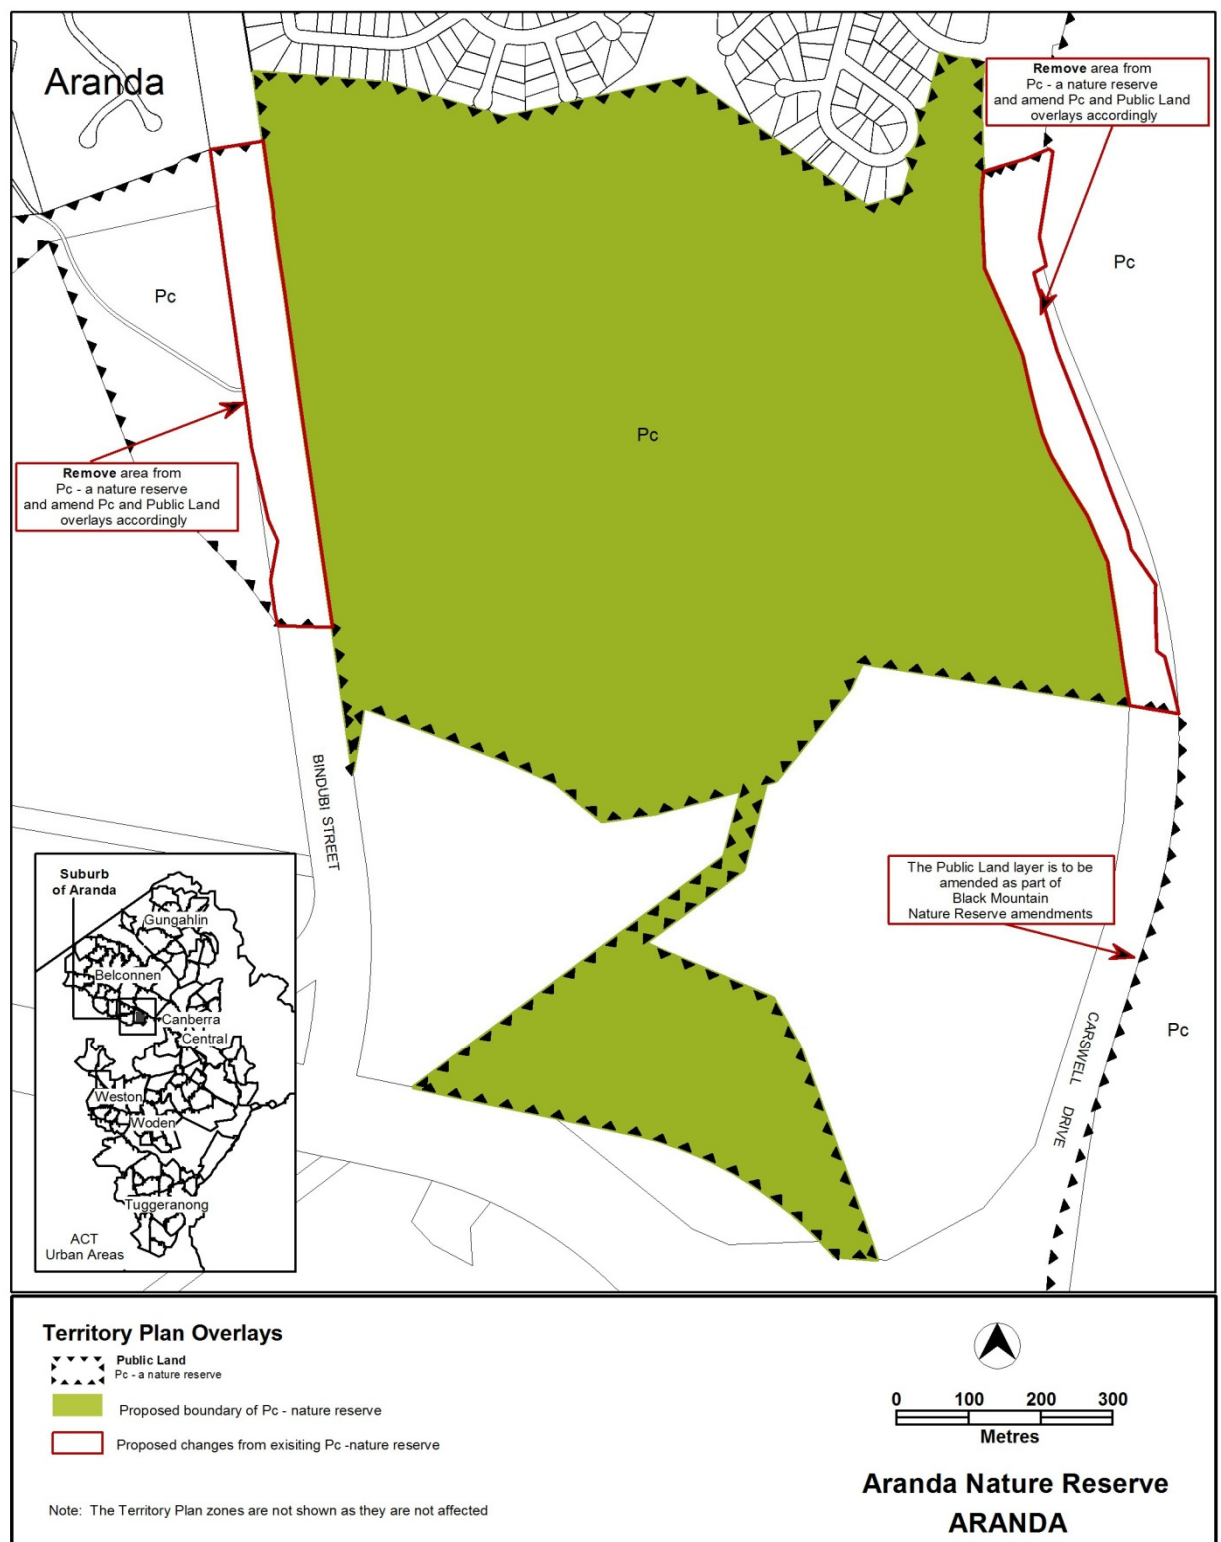 Aranda
Remove area from
Pc - a nature reserve
and amend Pc and Public Land
overlays accordingly
Pc
Pc
Pc
Remove area from
Pc - a nature reserve
and amend Pc and Public Land
overlays accordingly
BINDUBI STREET
The Public Land layer is to be
amended as part of
Black Mountain
Nature Reserve amendments
CARSWELL DRIVE
Pc
Suburb
of Aranda
Gungahlin
Belconnen
Canberra
Central
Weston
Woden
Tuggeranong
ACT
Urban Areas
Territory Plan Overlays
Public Land
Pc - a nature reserve
Proposed boundary of Pc - nature reserve
Proposed changes from exisiting Pc -nature reserve
Note: The Territory Plan zones are not shown as they are not affected
0 100 200 300
Metres
Aranda Nature Reserve
ARANDA